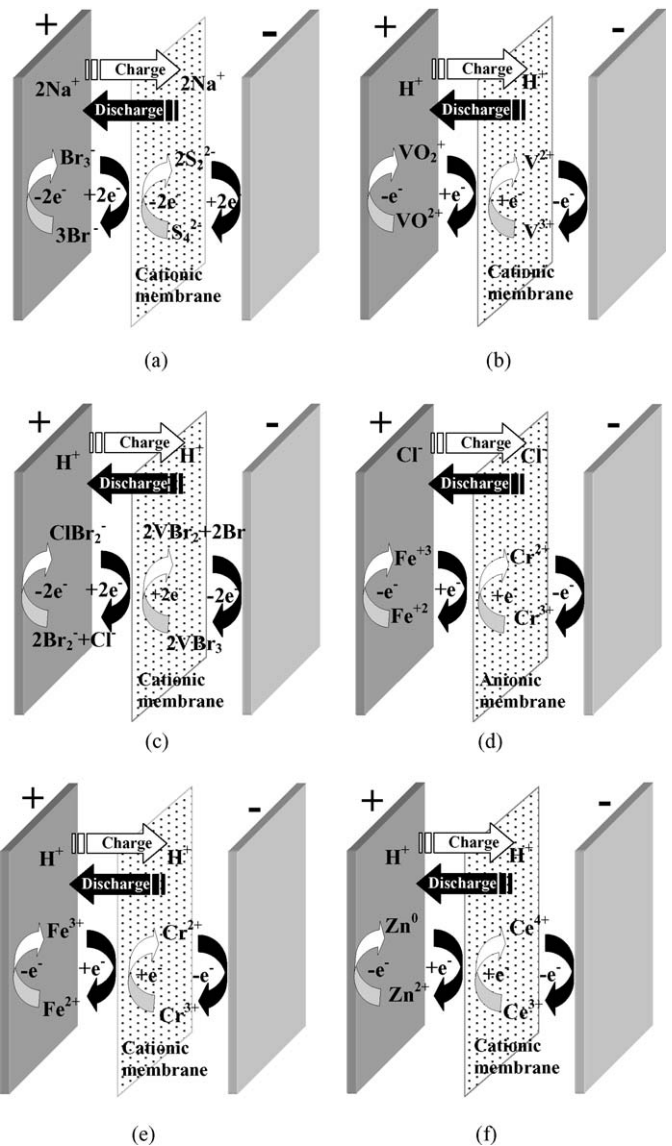 + -
Charge
2Na⁺ 2Na⁺
Discharge
Br₃⁻ 2S₂²⁻
-2e⁻ +2e⁻ -2e⁻ +2e⁻
3Br⁻ S₄²⁻
Cationic
membrane
(a)
+ -
Charge
H⁺ H⁺
Discharge
VO₂⁺ V²⁺
-e⁻ +e⁻ +e⁻ -e⁻
VO²⁺ V³⁺
Cationic
membrane
(b)
+ -
Charge
H⁺ H⁺
Discharge
ClBr₂⁻ 2VBr₂+2Br
-2e⁻ +2e⁻ +2e⁻ -2e⁻
2Br₂⁻+Cl⁻ 2VBr₃
Cationic
membrane
(c)
+ -
Charge
Cl⁻ Cl⁻
Discharge
Fe⁺³ Cr²⁺
-e⁻ +e⁻ +e⁻ -e⁻
Fe⁺² Cr³⁺
Anionic
membrane
(d)
+ -
Charge
H⁺ H⁺
Discharge
Fe³⁺ Cr²⁺
-e⁻ +e⁻ +e⁻ -e⁻
Fe²⁺ Cr³⁺
Cationic
membrane
(e)
+ -
Charge
H⁺ H⁺
Discharge
Zn⁰ Ce⁴⁺
-e⁻ +e⁻ +e⁻ -e⁻
Zn²⁺ Ce³⁺
Cationic
membrane
(f)